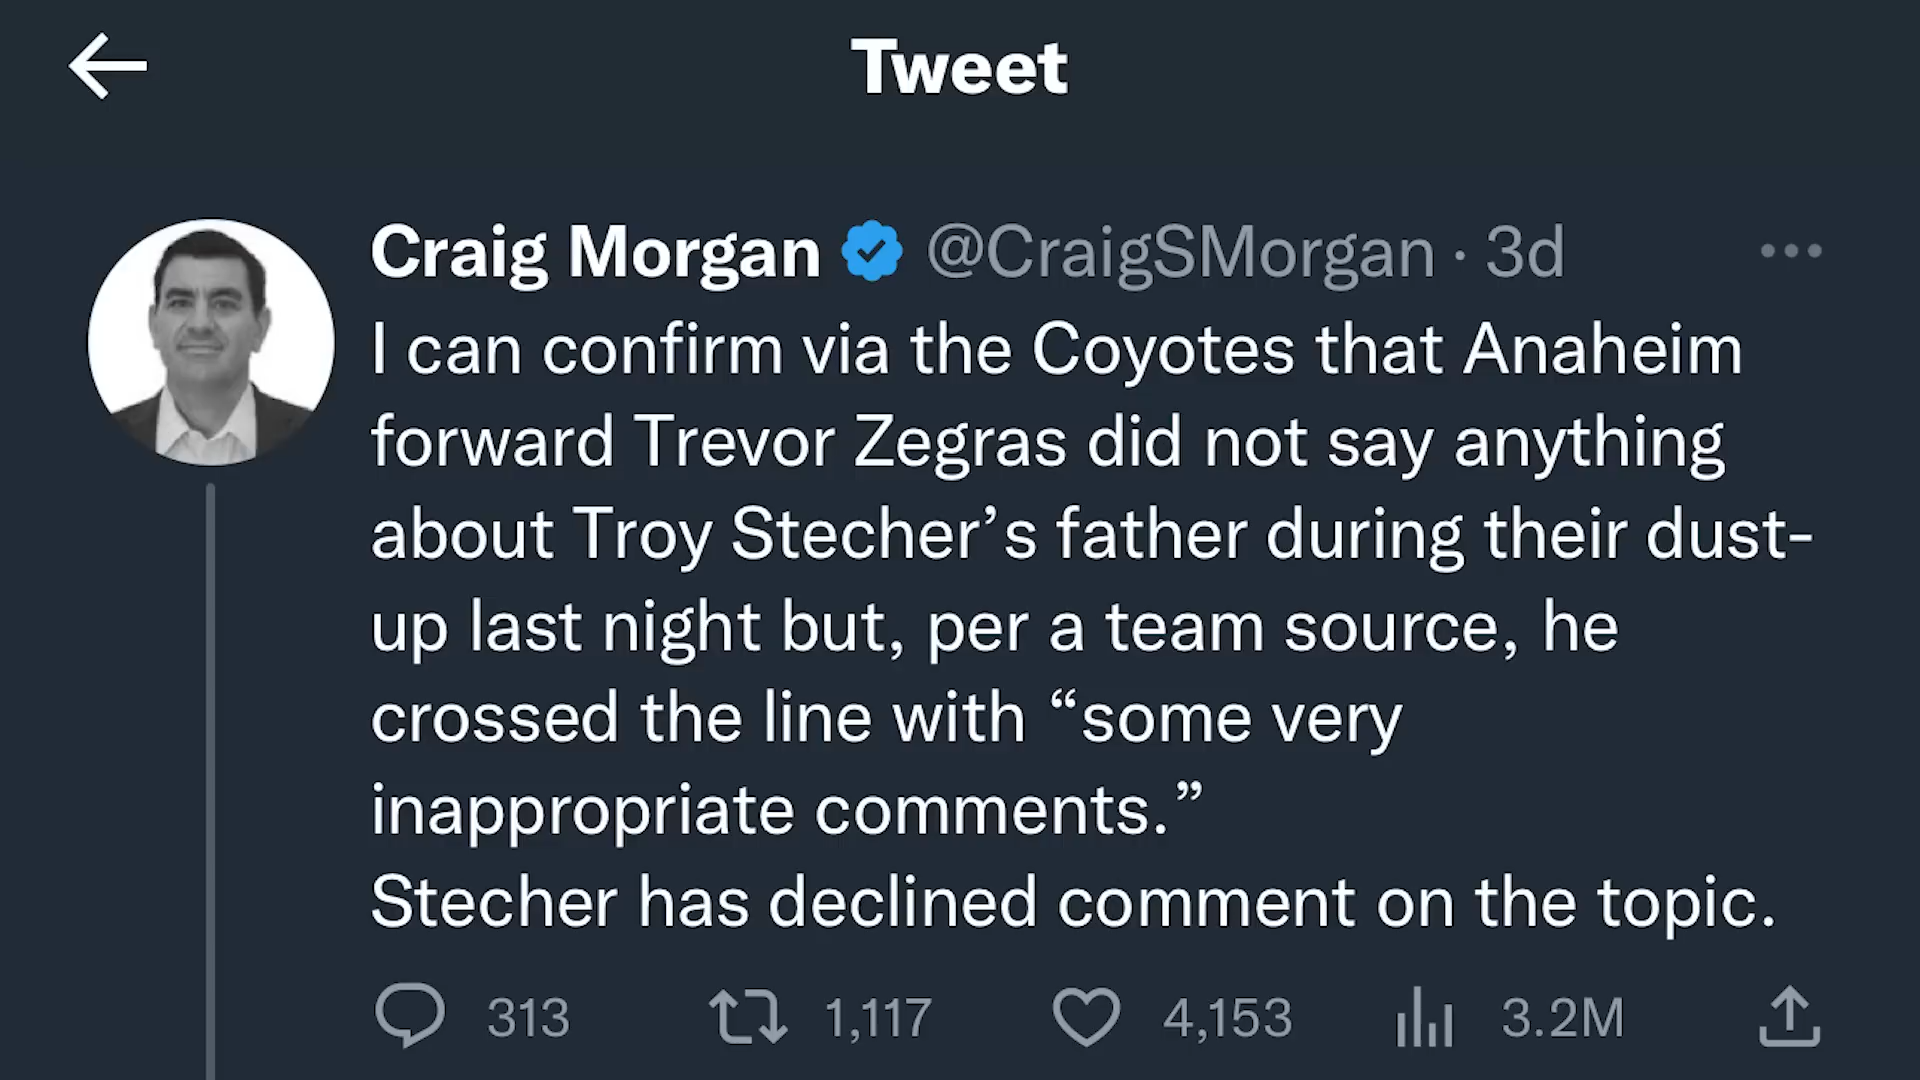 Tweet
Craig Morgan @CraigSMorgan · 3d
I can confirm via the Coyotes that Anaheim
forward Trevor Zegras did not say anything
about Troy Stecher’s father during their dust-
up last night but, per a team source, he
crossed the line with “some very
inappropriate comments.”
Stecher has declined comment on the topic.
313 1,117 4,153 3.2M